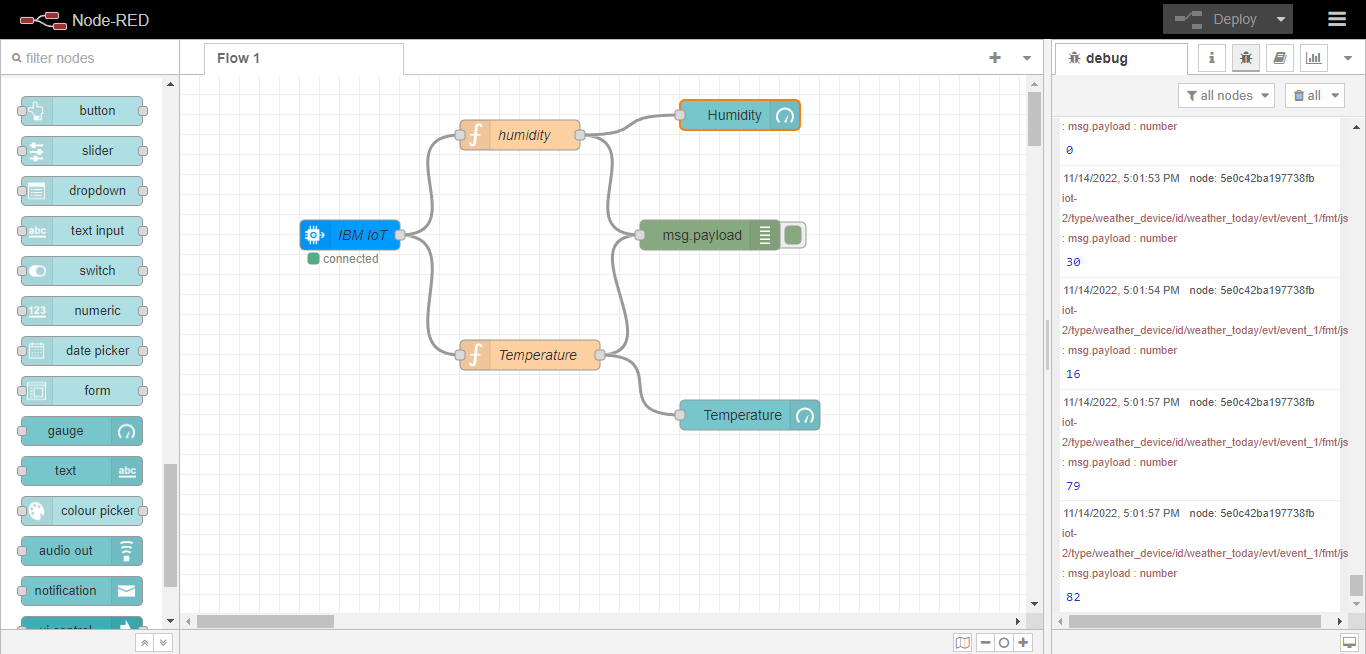 Node-RED
Deploy
filter nodes
Flow 1
debug
i
all nodes
all
button
slider
dropdown
abc text input
switch
123 numeric
date picker
form
gauge
text abc
colour picker
audio out
notification
ui control
humidity
Humidity
IBM IoT
connected
msg.payload
Temperature
Temperature
: msg.payload : number
0
11/14/2022, 5:01:53 PM node: 5e0c42ba197738fb
iot-
2/type/weather_device/id/weather_today/evt/event_1/fmt/js
: msg.payload : number
30
11/14/2022, 5:01:54 PM node: 5e0c42ba197738fb
iot-
2/type/weather_device/id/weather_today/evt/event_1/fmt/js
: msg.payload : number
16
11/14/2022, 5:01:57 PM node: 5e0c42ba197738fb
iot-
2/type/weather_device/id/weather_today/evt/event_1/fmt/js
: msg.payload : number
79
11/14/2022, 5:01:57 PM node: 5e0c42ba197738fb
iot-
2/type/weather_device/id/weather_today/evt/event_1/fmt/js
: msg.payload : number
82